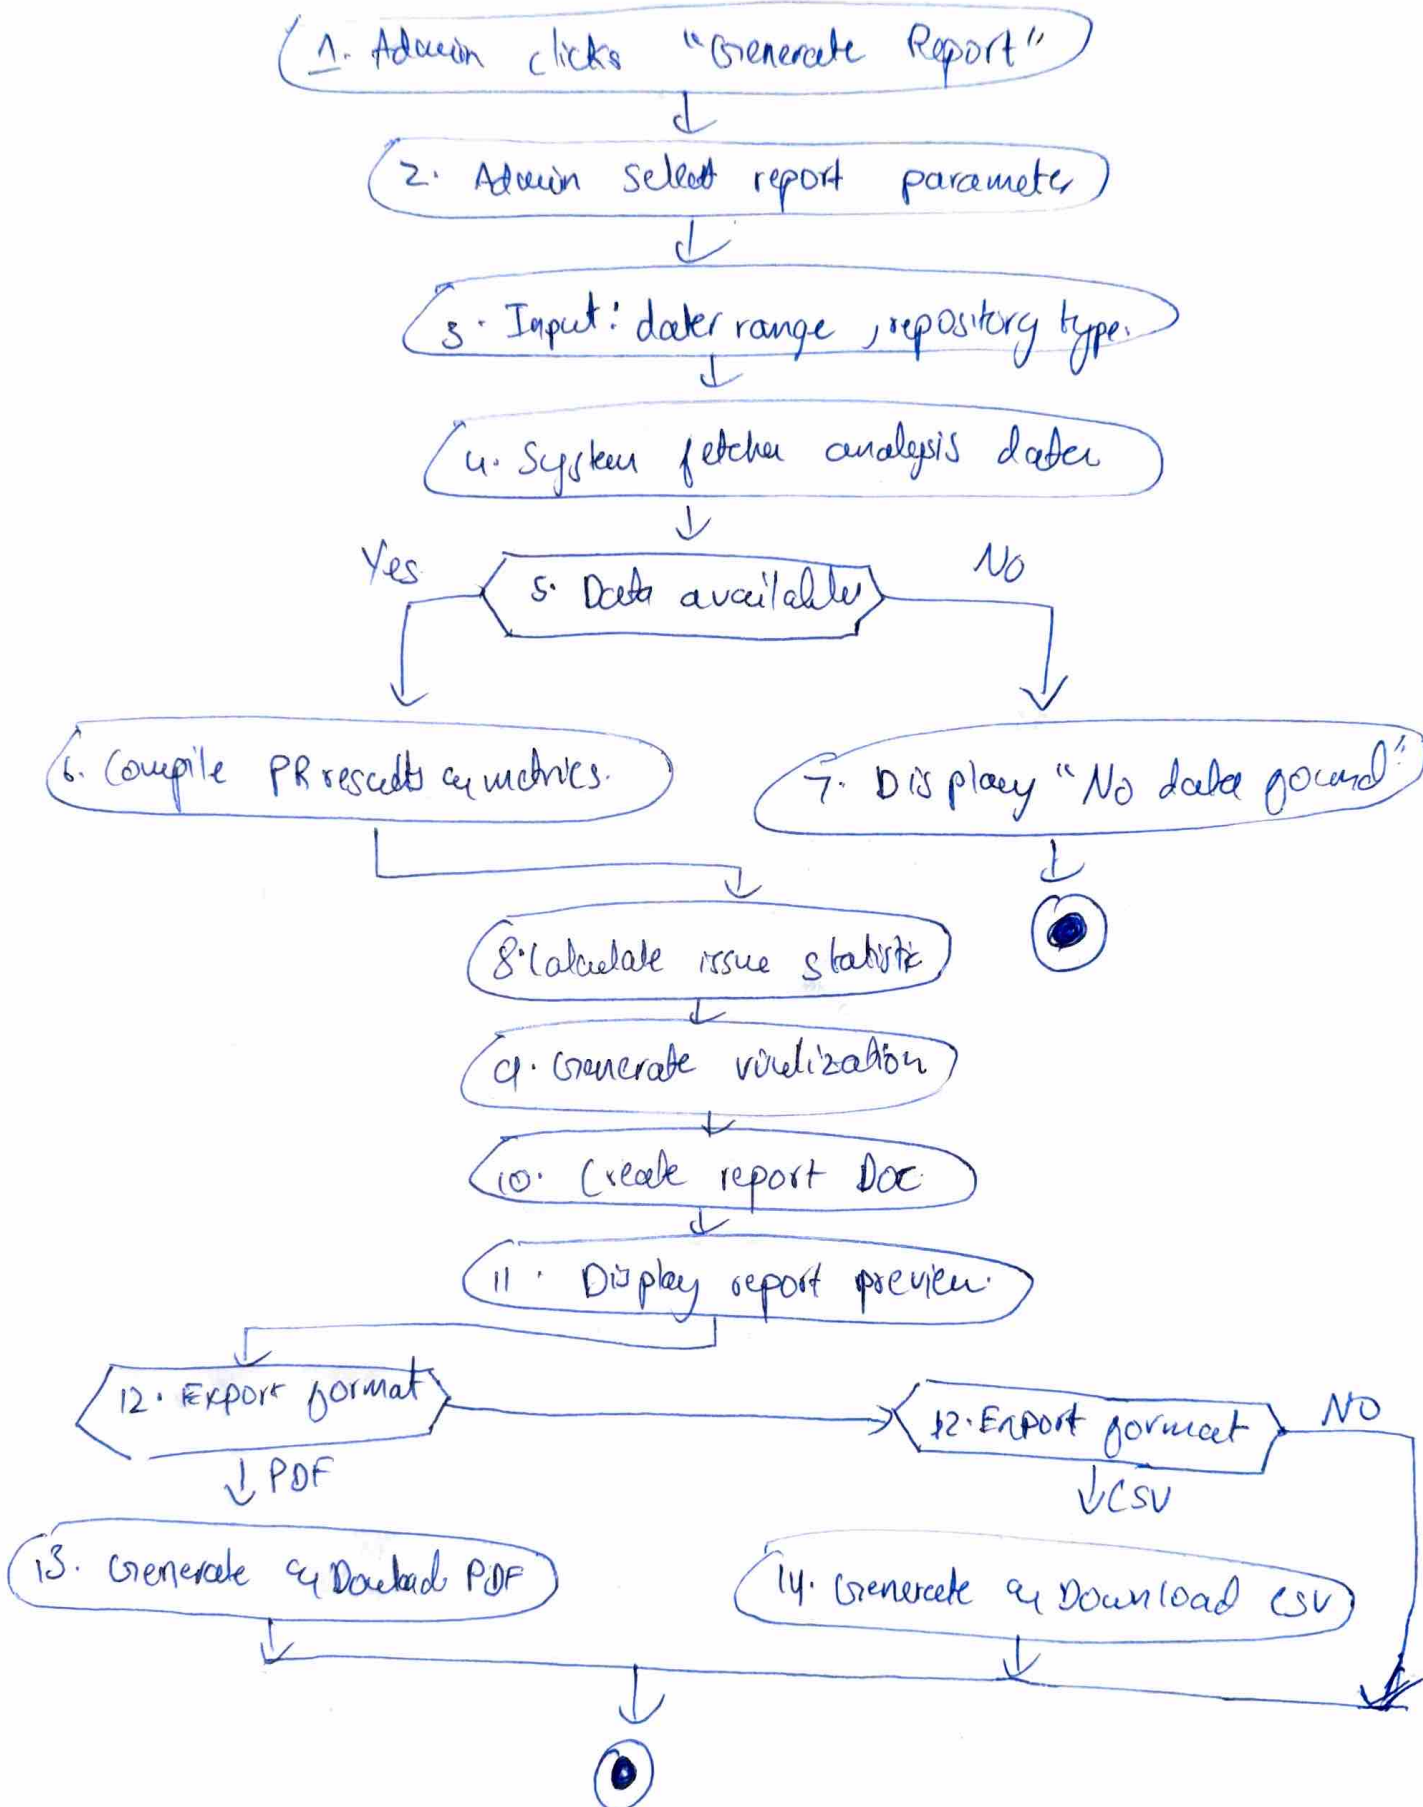 1. Admin clicks "Generate Report"
2. Admin select report parameter
3. Input: date range, repository type.
4. System fetches analysis data
Yes
5. Data available
No
6. Compile PR results & metrics.
7. Display "No data found"
8. Calculate issue statistic
9. Generate
10. Create report Doc
11. Display report preview.
12. Export format
12. Export format
NO
PDF
CSV
13. Generate & Download PDF
14. Generate & Download CSV